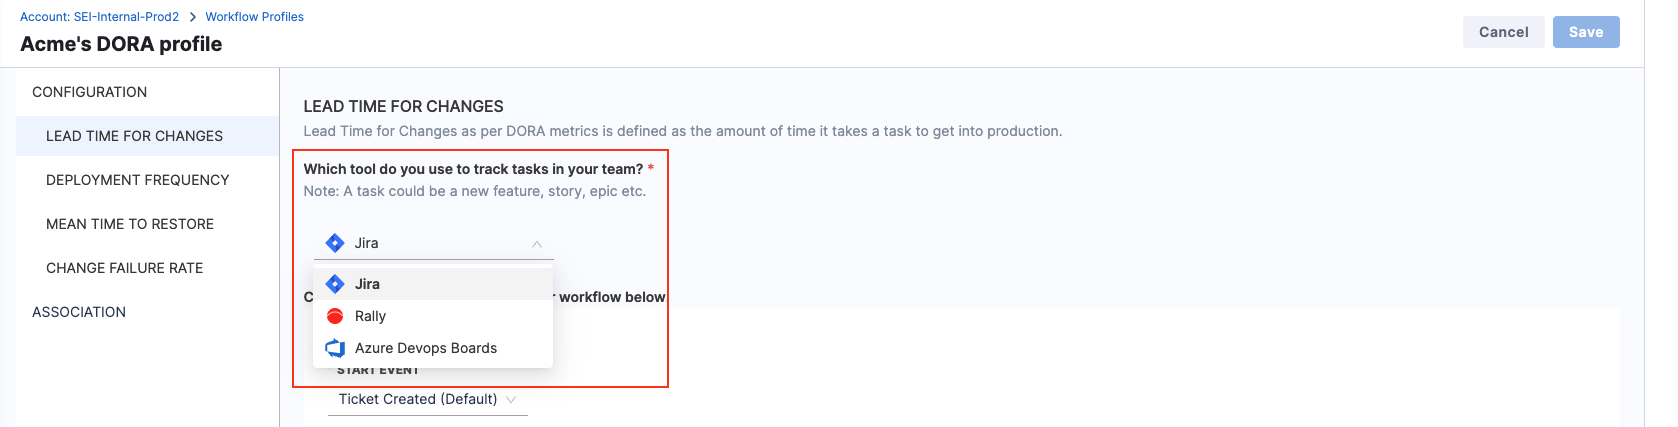 Account: SEI-Internal-Prod2 > Workflow Profiles
Acme's DORA profile
Cancel
Save
CONFIGURATION
LEAD TIME FOR CHANGES
DEPLOYMENT FREQUENCY
MEAN TIME TO RESTORE
CHANGE FAILURE RATE
ASSOCIATION
LEAD TIME FOR CHANGES
Lead Time for Changes as per DORA metrics is defined as the amount of time it takes a task to get into production.
Which tool do you use to track tasks in your team? *
Note: A task could be a new feature, story, epic etc.
Jira
Jira
Rally
Azure Devops Boards
workflow below
START EVENT
Ticket Created (Default)